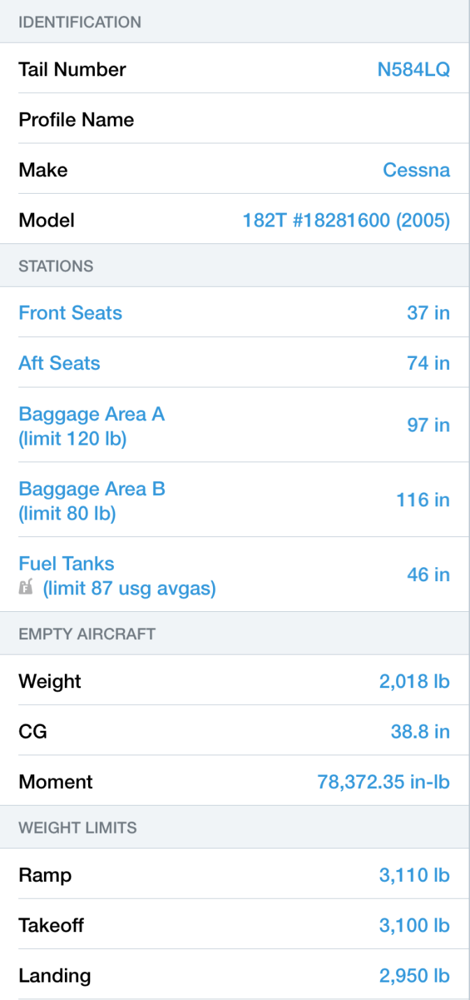 IDENTIFICATION
Tail Number N584LQ
Profile Name
Make Cessna
Model 182T #18281600 (2005)
STATIONS
Front Seats 37 in
Aft Seats 74 in
Baggage Area A
(limit 120 lb) 97 in
Baggage Area B
(limit 80 lb) 116 in
Fuel Tanks
F (limit 87 usg avgas) 46 in
EMPTY AIRCRAFT
Weight 2,018 lb
CG 38.8 in
Moment 78,372.35 in-lb
WEIGHT LIMITS
Ramp 3,110 lb
Takeoff 3,100 lb
Landing 2,950 lb